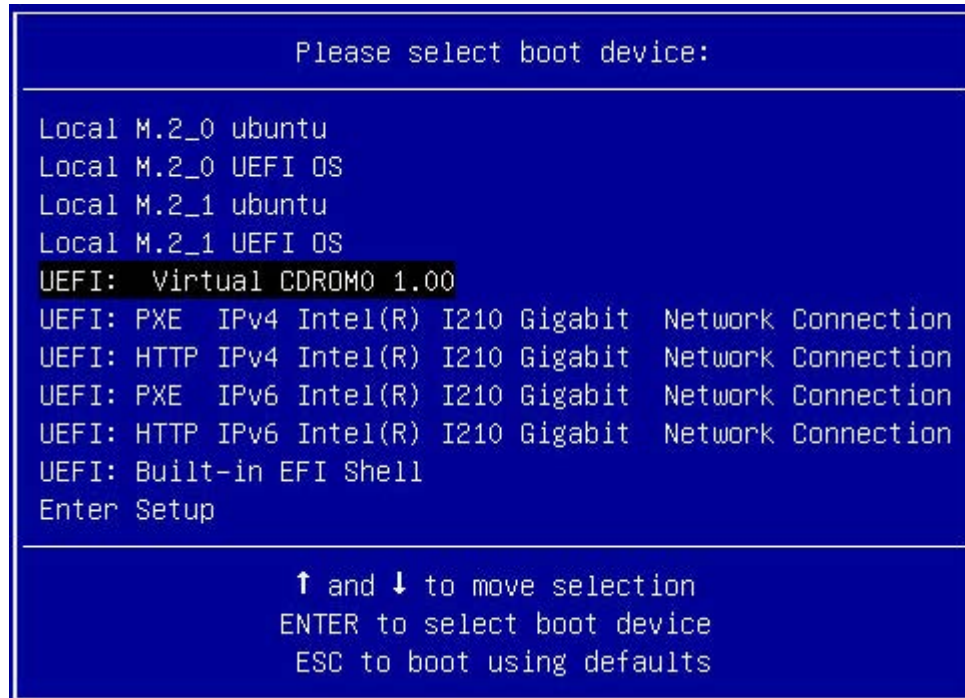 Please select boot device:
Local M.2_0 ubuntu
Local M.2_0 UEFI OS
Local M.2_1 ubuntu
Local M.2_1 UEFI OS
UEFI:  Virtual CDROM0 1.00
UEFI: PXE  IPv4 Intel(R) I210 Gigabit  Network Connection
UEFI: HTTP IPv4 Intel(R) I210 Gigabit  Network Connection
UEFI: PXE  IPv6 Intel(R) I210 Gigabit  Network Connection
UEFI: HTTP IPv6 Intel(R) I210 Gigabit  Network Connection
UEFI: Built-in EFI Shell
Enter Setup
↑ and ↓ to move selection
ENTER to select boot device
ESC to boot using defaults